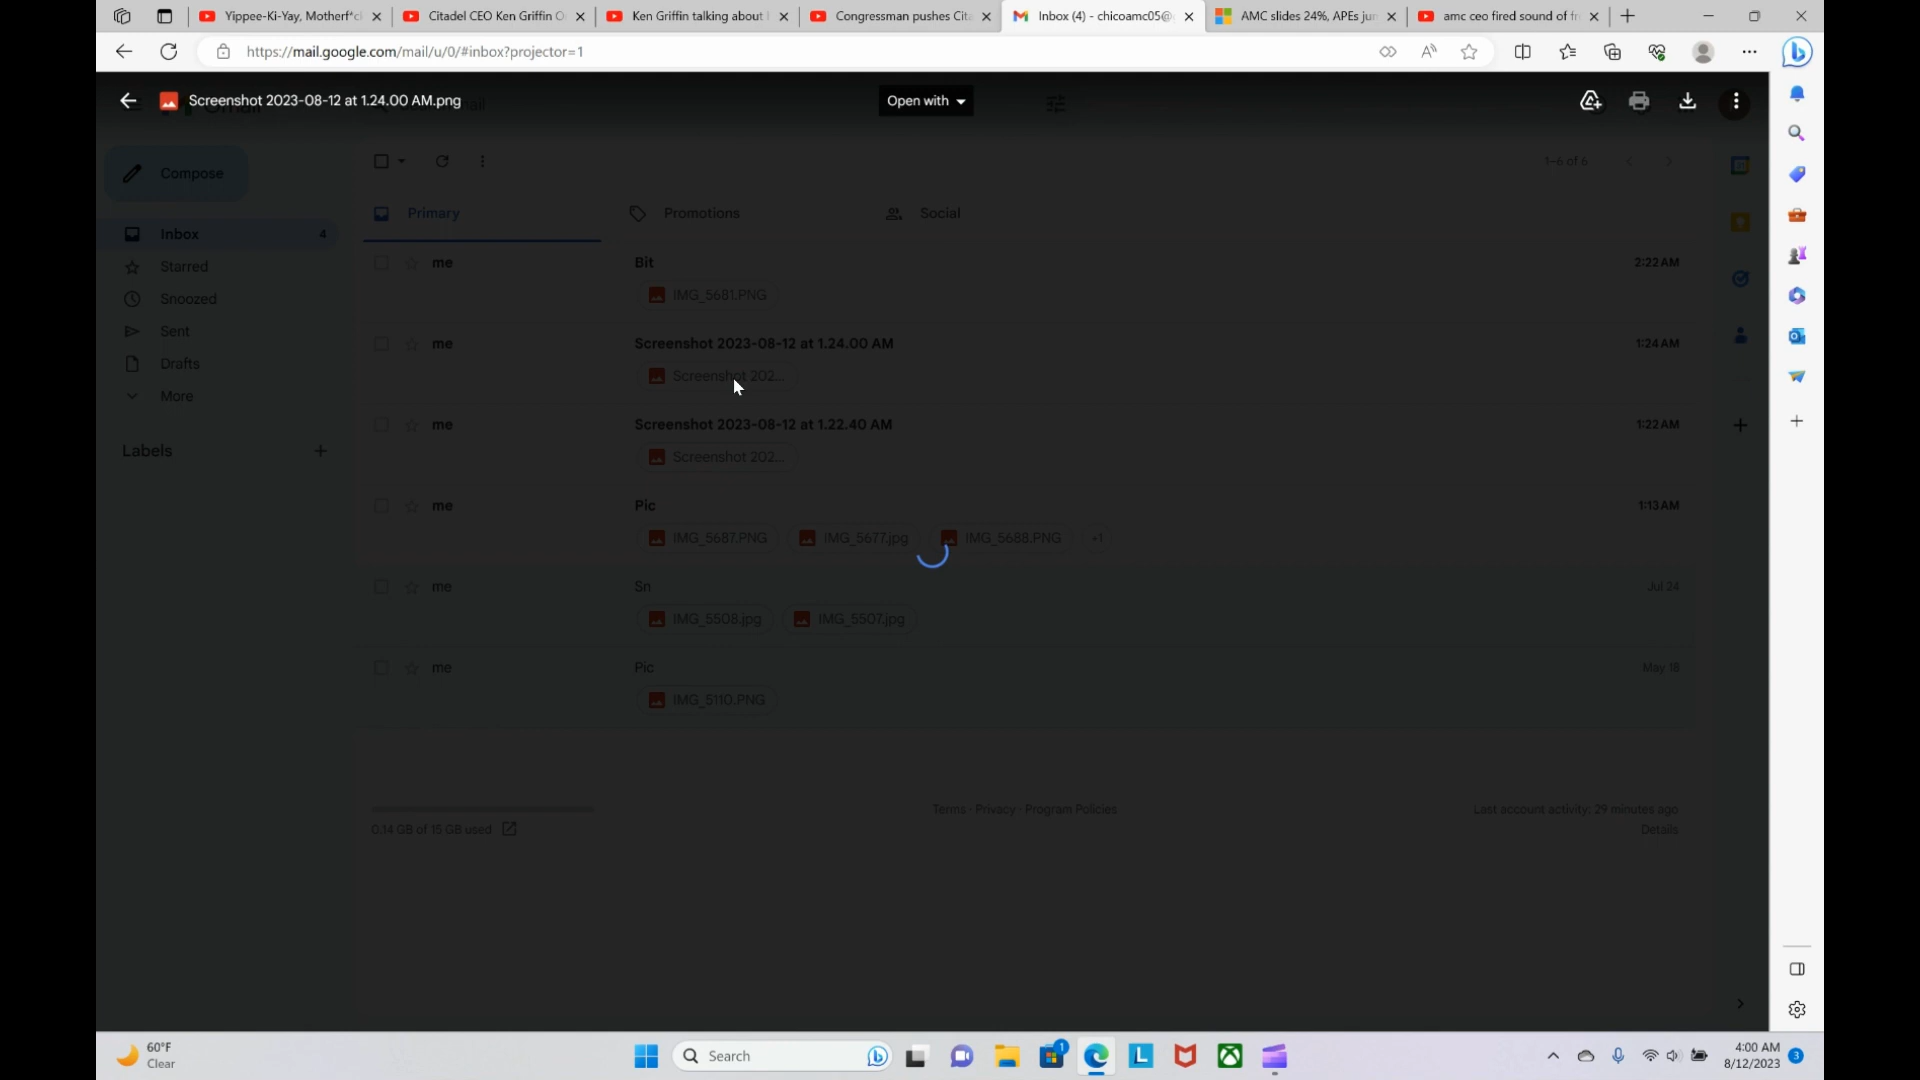 Yippee-Ki-Yay, Motherf*c
Citadel CEO Ken Griffin O
Ken Griffin talking about
Congressman pushes Cita
Inbox (4) - chicoamc05@
AMC slides 24%, APEs jum
amc ceo fired sound of fr
https://mail.google.com/mail/u/0/#inbox?projector=1
Screenshot 2023-08-12 at 1.24.00 AM.png
Open with
Compose
1-6 of 6
Primary
Promotions
Social
Inbox 4
Starred
Snoozed
Sent
Drafts
More
Labels
me Bit 2:22 AM
IMG_5681.PNG
me Screenshot 2023-08-12 at 1.24.00 AM 1:24 AM
Screenshot 202...
me Screenshot 2023-08-12 at 1.22.40 AM 1:22 AM
Screenshot 202...
me Pic 1:13 AM
IMG_5687.PNG IMG_5677.jpg IMG_5688.PNG +1
me Sn Jul 24
IMG_5508.jpg IMG_5507.jpg
me Pic May 18
IMG_5110.PNG
Terms · Privacy · Program Policies
Last account activity: 29 minutes ago
0.14 GB of 15 GB used
Details
60°F
Clear
Search
1
4:00 AM
8/12/2023
3